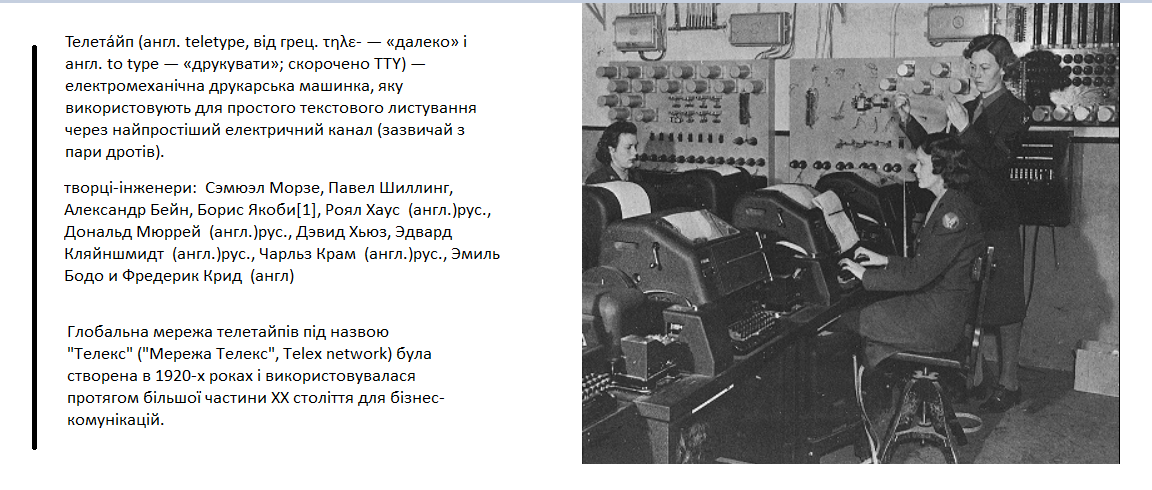 Телета́йп (англ. teletype, від грец. τηλε- — «далеко» і
англ. to type — «друкувати»; скорочено TTY) —
електромеханічна друкарська машинка, яку
використовують для простого текстового листування
через найпростіший електричний канал (зазвичай з
пари дротів).
творці-інженери:  Сэмюэл Морзе, Павел Шиллинг,
Александр Бейн, Борис Якоби[1], Роял Хаус  (англ.)рус.,
Дональд Мюррей  (англ.)рус., Дэвид Хьюз, Эдвард
Кляйншмидт  (англ.)рус., Чарльз Крам  (англ.)рус., Эмиль
Бодо и Фредерик Крид  (англ)
Глобальна мережа телетайпів під назвою
"Телекс" ("Мережа Телекс", Telex network) була
створена в 1920-х роках і використовувалася
протягом більшої частини XX століття для бізнес-
комунікацій.